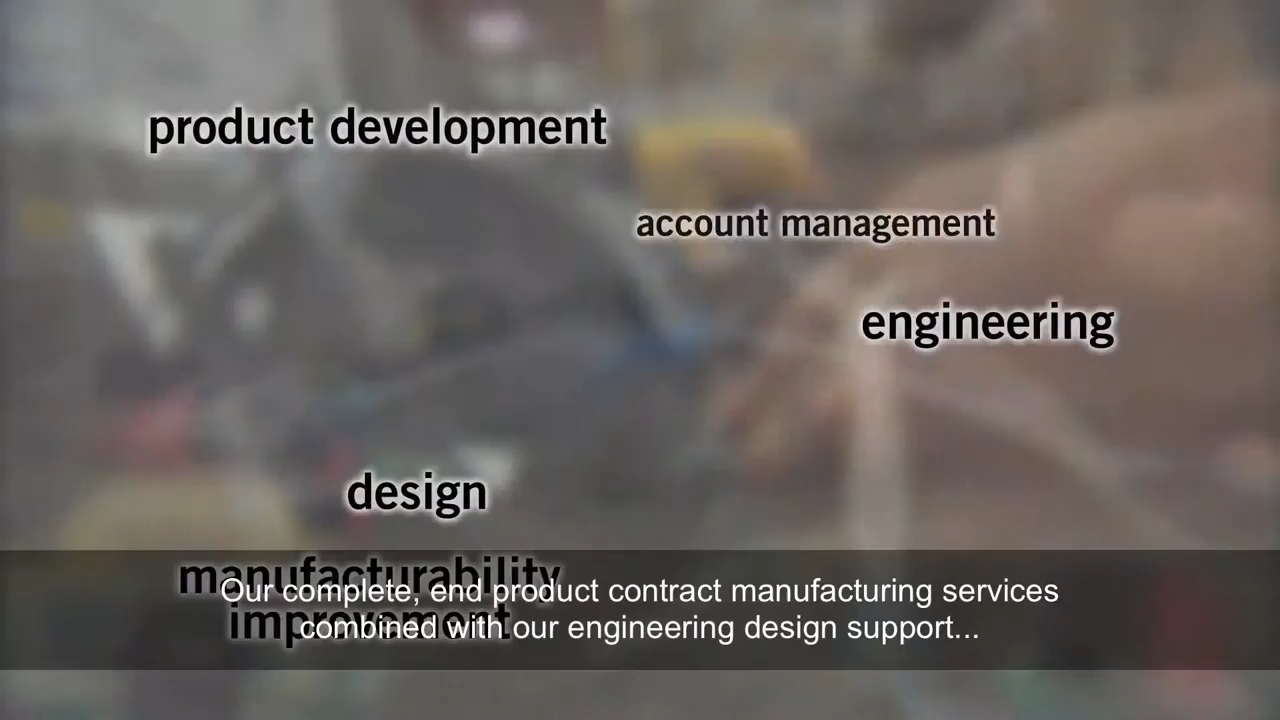 product development
account management
engineering
design
manufacturability
improvement
Our complete, end product contract manufacturing services
combined with our engineering design support...